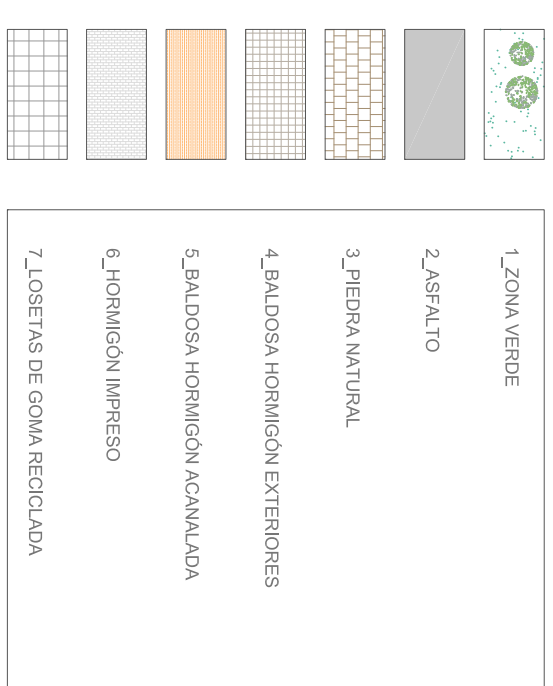 1_ZONA VERDE
2_ASFALTO
3_PIEDRA NATURAL
4_BALDOSA HORMIGÓN EXTERIORES
5_BALDOSA HORMIGÓN ACANALADA
6_HORMIGÓN IMPRESO
7_LOSETAS DE GOMA RECICLADA